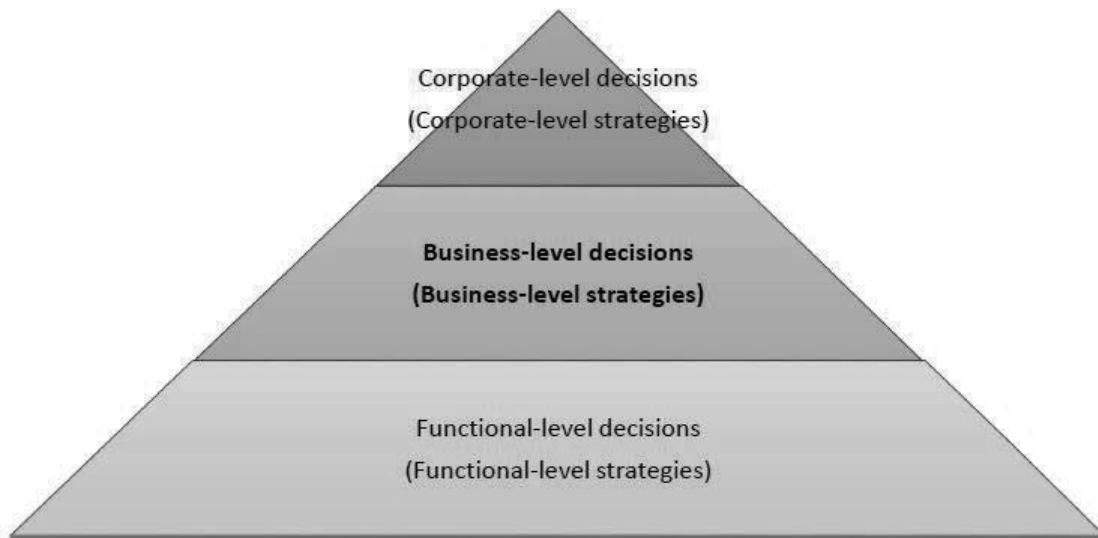 Corporate-level decisions
(Corporate-level strategies)
Business-level decisions
(Business-level strategies)
Functional-level decisions
(Functional-level strategies)